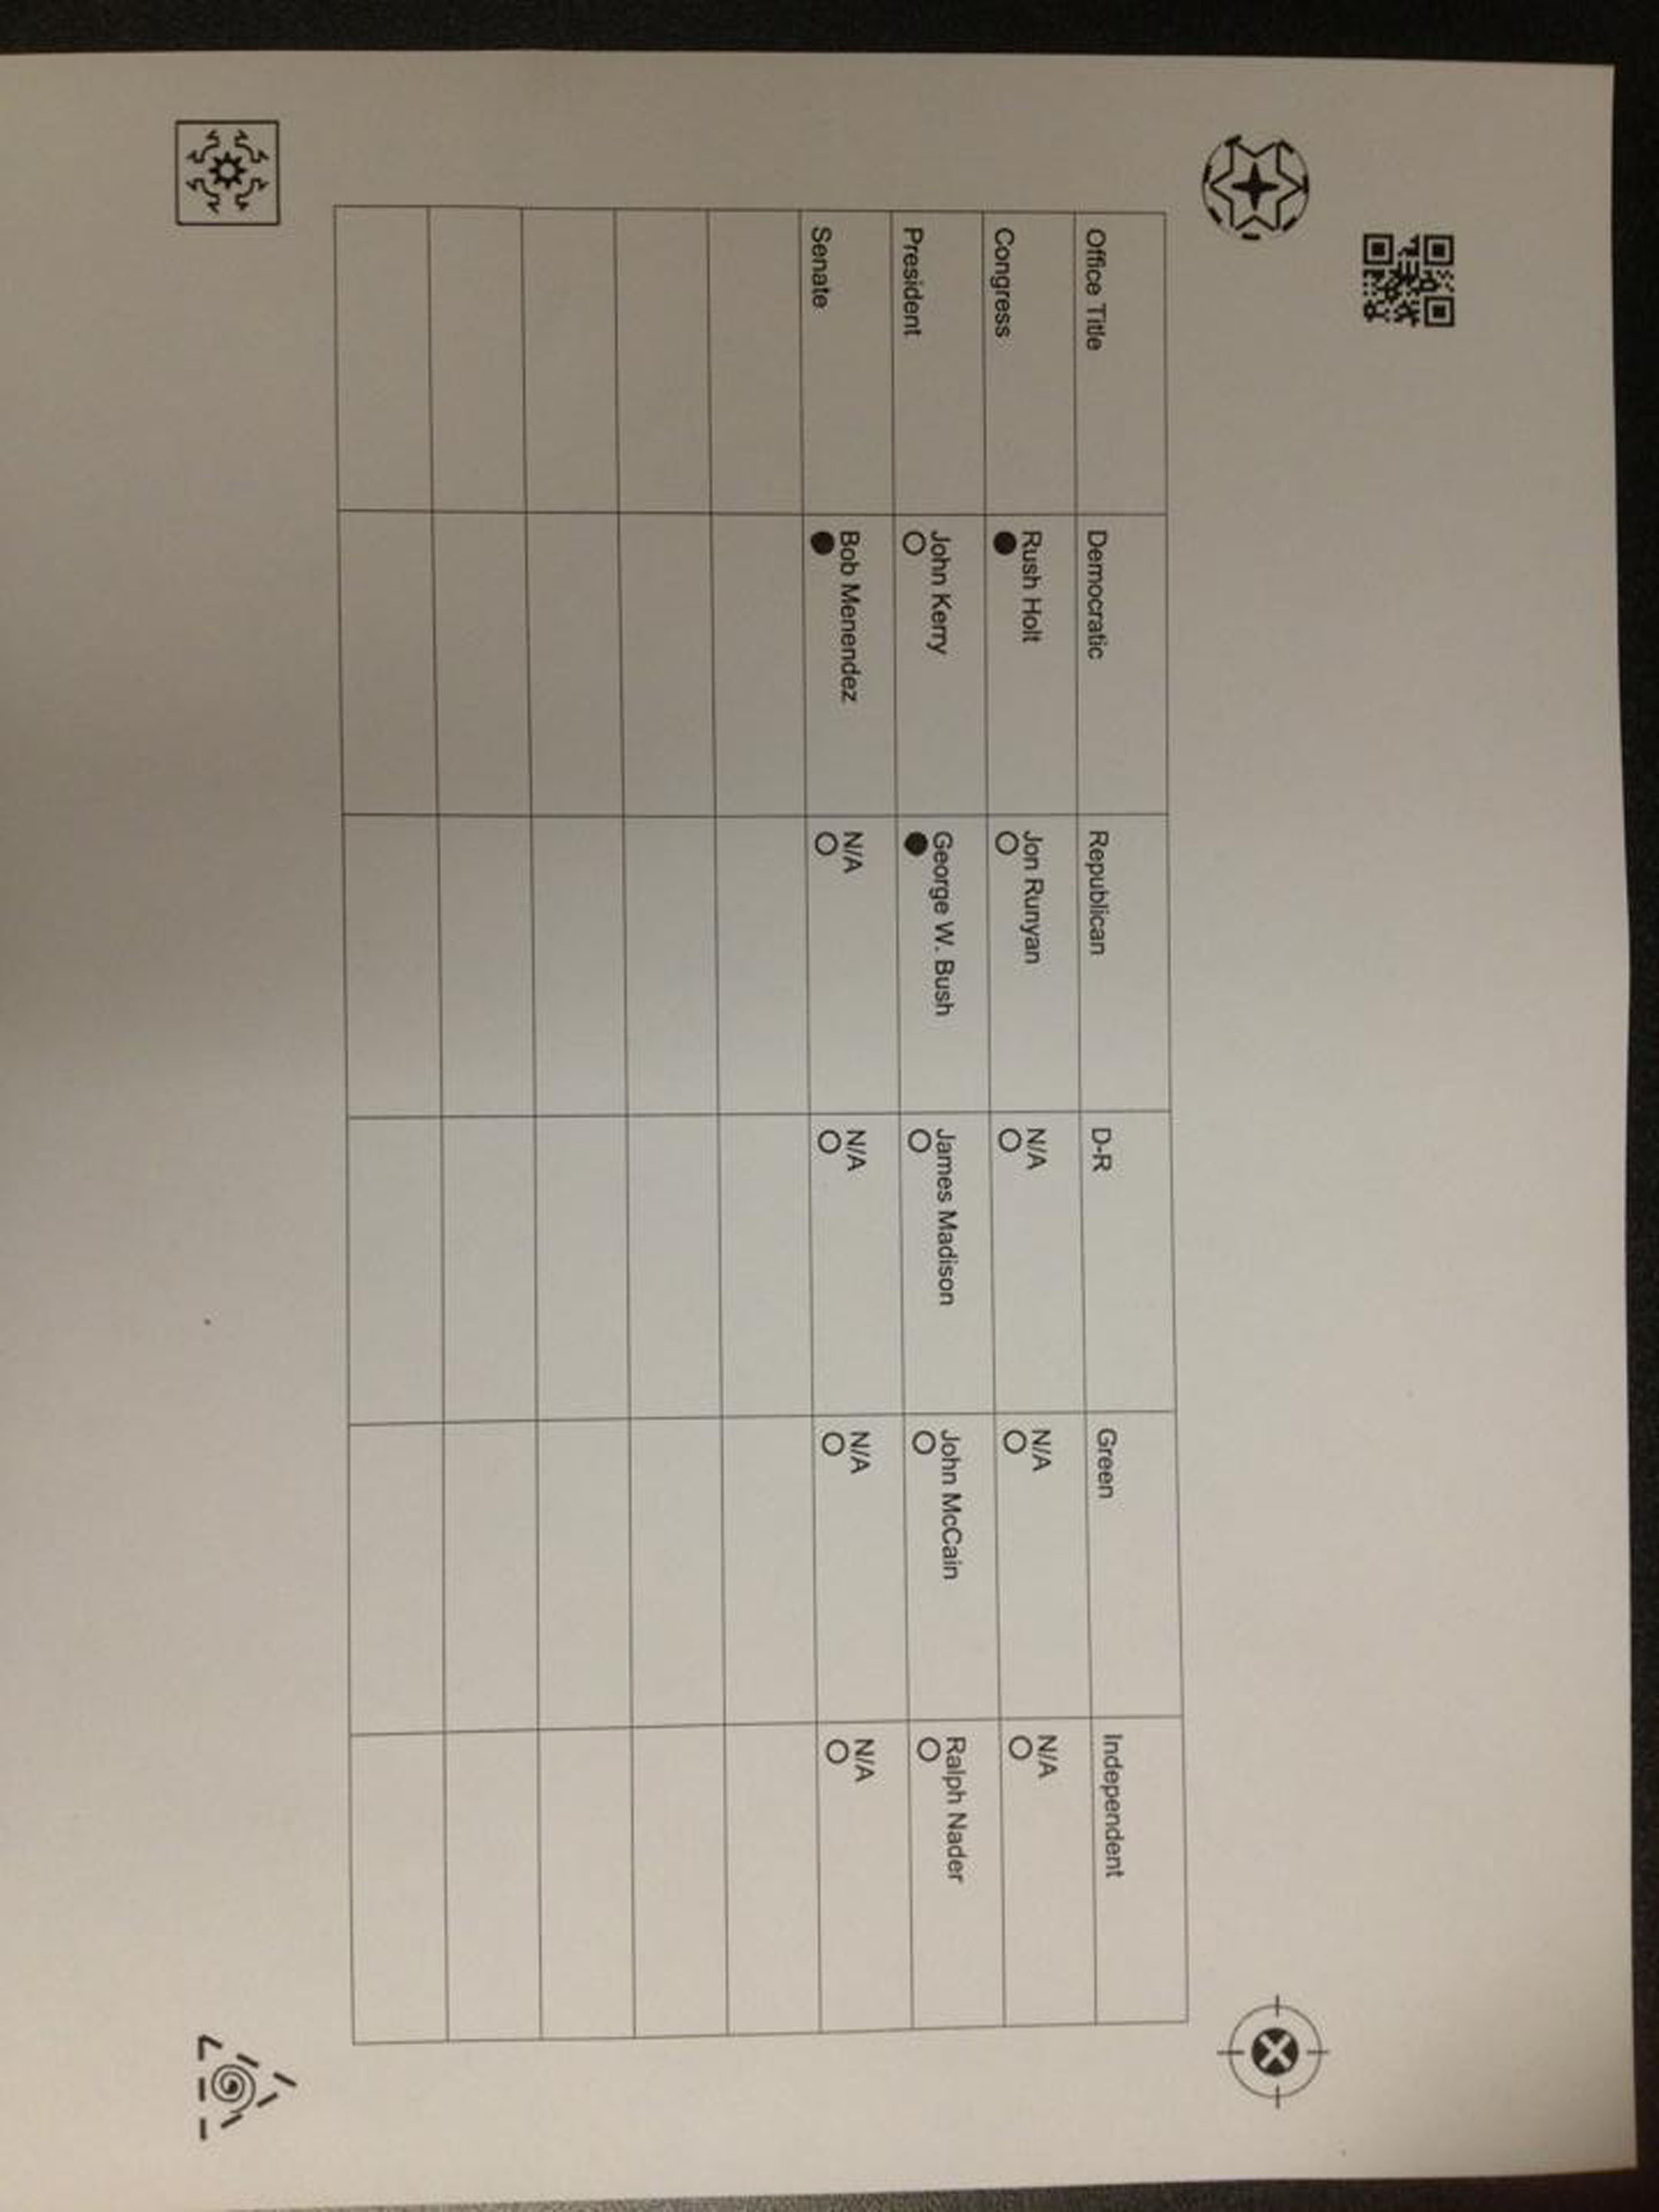 Office Title Democratic Republican D-R Green Independent
Congress Rush Holt Jon Runyan N/A N/A N/A
President John Kerry George W. Bush James Madison John McCain Ralph Nader
Senate Bob Menendez N/A N/A N/A N/A